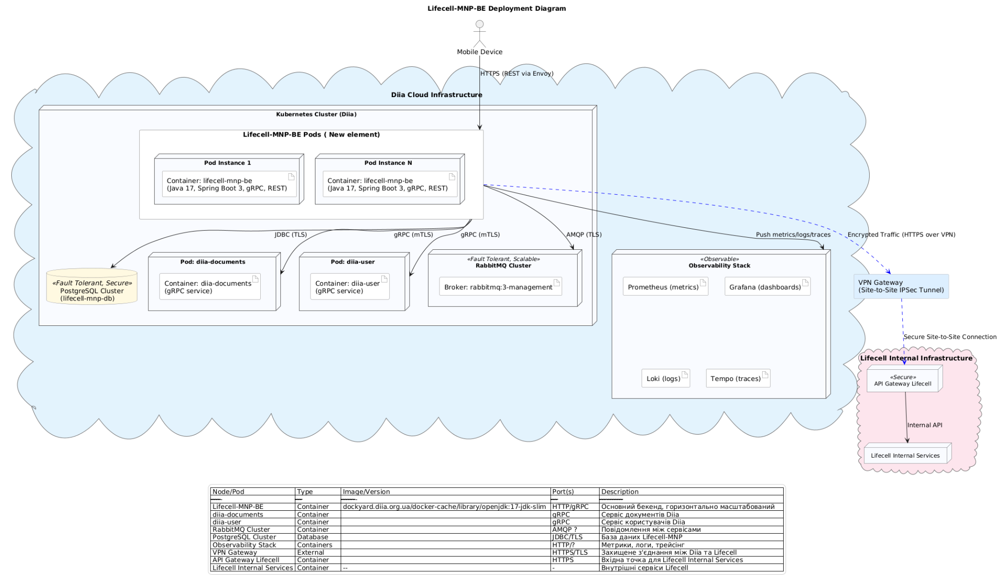 Lifecell-MNP-BE Deployment Diagram
Mobile Device
HTTPS (REST via Envoy)
Diia Cloud Infrastructure
Kubernetes Cluster (Diia)
Lifecell-MNP-BE Pods ( New element)
Pod Instance 1
Container: lifecell-mnp-be
(Java 17, Spring Boot 3, gRPC, REST)
Pod Instance N
Container: lifecell-mnp-be
(Java 17, Spring Boot 3, gRPC, REST)
JDBC (TLS)
gRPC (mTLS)
gRPC (mTLS)
AMQP (TLS)
Push metrics/logs/traces
Encrypted Traffic (HTTPS over VPN)
«Fault Tolerant, Secure»
PostgreSQL Cluster
(lifecell-mnp-db)
Pod: diia-documents
Container: diia-documents
(gRPC service)
Pod: diia-user
Container: diia-user
(gRPC service)
«Fault Tolerant, Scalable»
RabbitMQ Cluster
Broker: rabbitmq:3-management
«Observable»
Observability Stack
Prometheus (metrics)
Grafana (dashboards)
Loki (logs)
Tempo (traces)
VPN Gateway
(Site-to-Site IPSec Tunnel)
Secure Site-to-Site Connection
Lifecell Internal Infrastructure
«Secure»
API Gateway Lifecell
Internal API
Lifecell Internal Services
Node/Pod Type Image/Version Port(s) Description
Lifecell-MNP-BE Container dockyard.diia.org.ua/docker-cache/library/openjdk:17-jdk-slim HTTP/gRPC Основний бекенд, горизонтально масштабований
diia-documents Container gRPC Сервіс документів Diia
diia-user Container gRPC Сервіс користувачів Diia
RabbitMQ Cluster Container AMQP ? Повідомлення між сервісами
PostgreSQL Cluster Database JDBC/TLS База даних Lifecell-MNP
Observability Stack Containers HTTP/? Метрики, логи, трейсінг
VPN Gateway External HTTPS/TLS Захищене з'єднання між Diia та Lifecell
API Gateway Lifecell Container HTTPS Вхідна точка для Lifecell Internal Services
Lifecell Internal Services Container -- - Внутрішні сервіси Lifecell